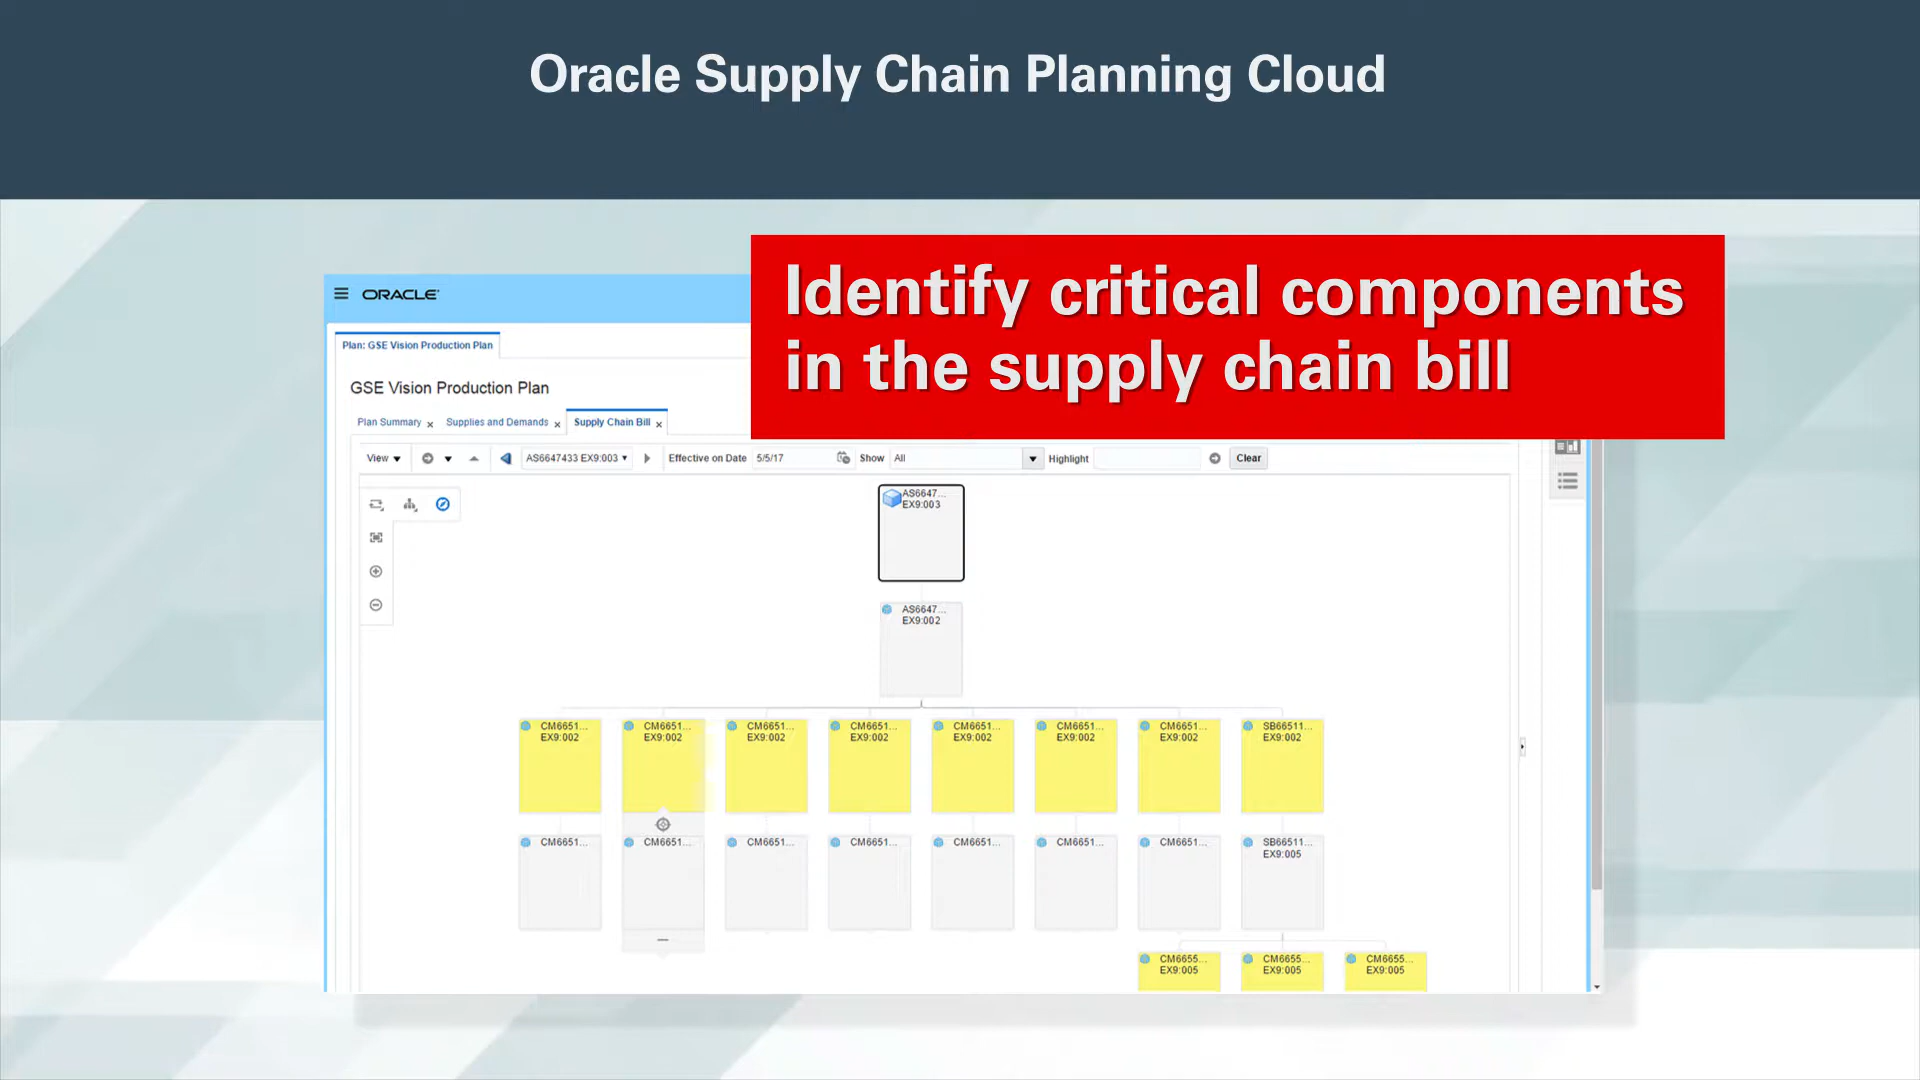 Oracle Supply Chain Planning Cloud
Identify critical components
in the supply chain bill
ORACLE
Plan: GSE Vision Production Plan
GSE Vision Production Plan
Plan Summary Supplies and Demands Supply Chain Bill
View AS6647433 EX9:003 Effective on Date 5/5/17 Show All Highlight Clear
AS6647...
EX9:003
AS6647...
EX9:002
CM6651... CM6651... CM6651... CM6651... CM6651... CM6651... CM6651... SB66511...
EX9:002 EX9:002 EX9:002 EX9:002 EX9:002 EX9:002 EX9:002 EX9:002
CM6651... CM6651... CM6651... CM6651... CM6651... CM6651... CM6651... SB66511...
EX9:005
CM6655... CM6655... CM6655...
EX9:005 EX9:005 EX9:005